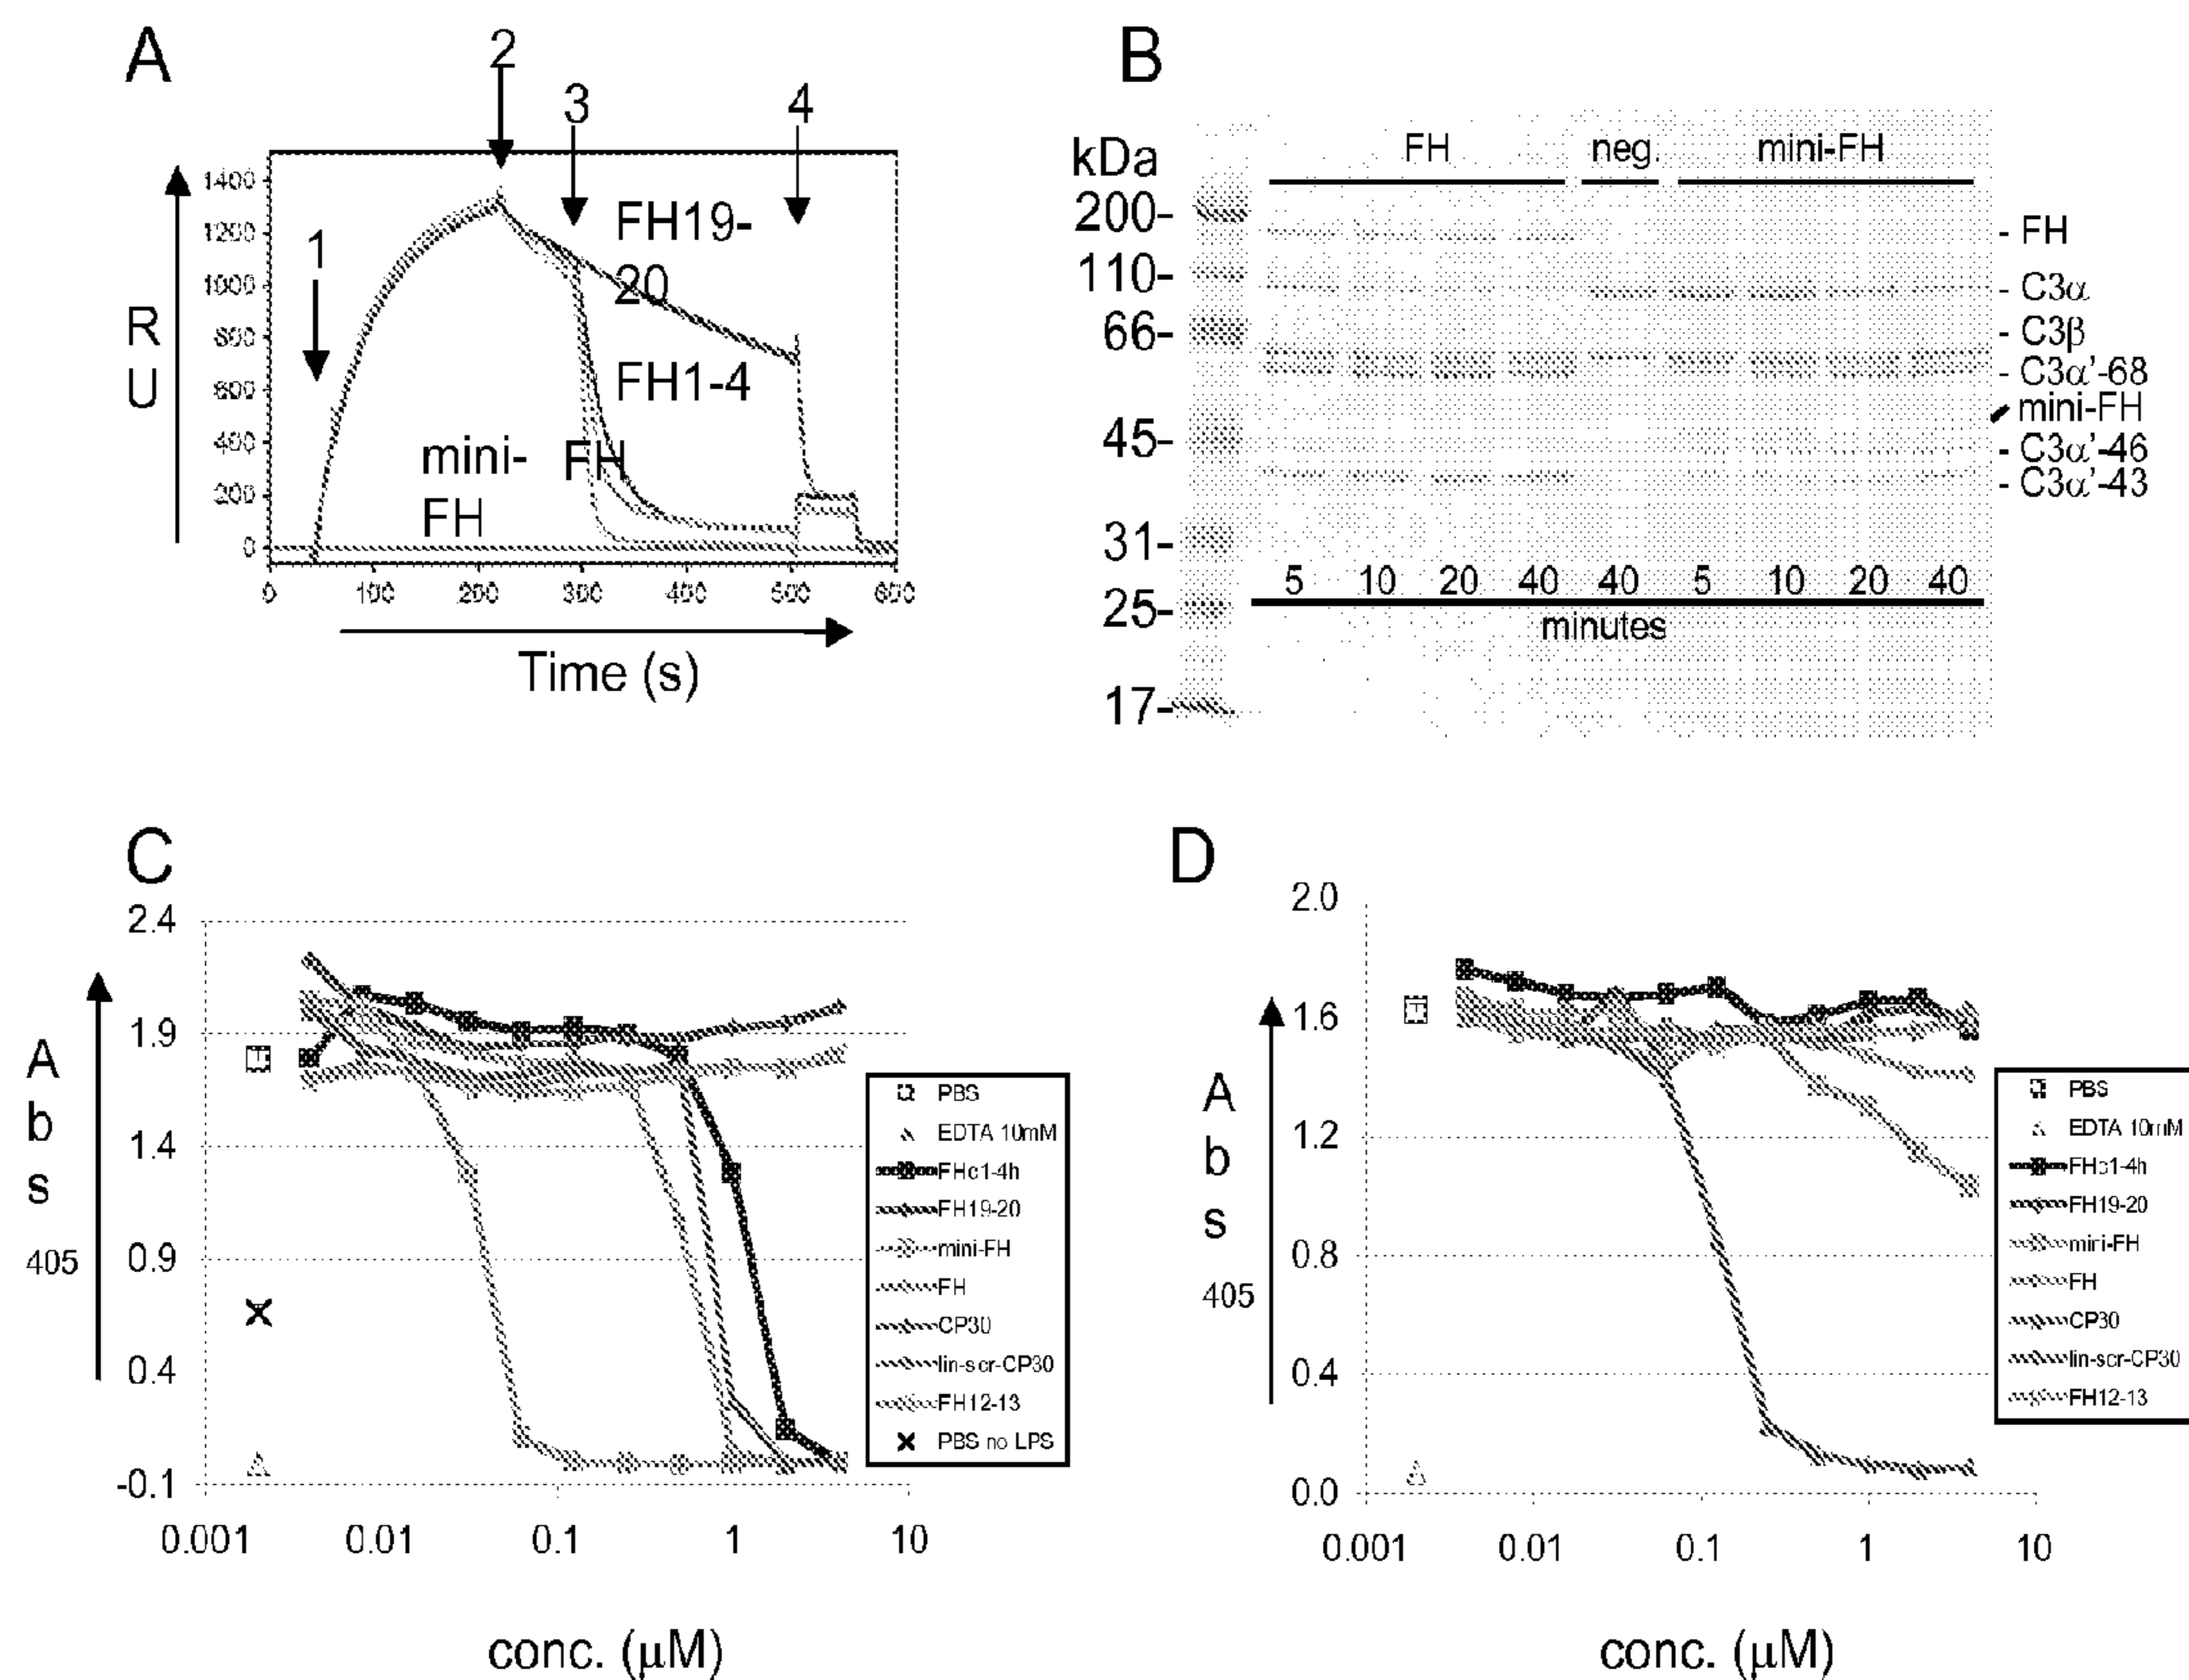 A
1
2
3
4
1400
1200
1000
800
600
400
200
0
R
U
FH19-
20
FH1-4
mini-
FH
FH
0
100
200
300
400
500
600
Time (s)
B
kDa
FH
neg.
mini-FH
200-
110-
66-
45-
31-
25-
17-
- FH
- C3α
- C3β
- C3α'-68
mini-FH
- C3α'-46
- C3α'-43
5 10 20 40 40 5 10 20 40
minutes
C
2.4
1.9
1.4
0.9
0.4
-0.1
A
b
s
405
0.001 0.01 0.1 1 10
conc. (μM)
PBS
EDTA 10mM
FHc1-4h
FH19-20
mini-FH
FH
CP30
lin-scr-CP30
FH12-13
PBS no LPS
D
2.0
1.6
1.2
0.8
0.4
0.0
A
b
s
405
0.001 0.01 0.1 1 10
conc. (μM)
PBS
EDTA 10mM
FHc1-4h
FH19-20
mini-FH
FH
CP30
lin-scr-CP30
FH12-13